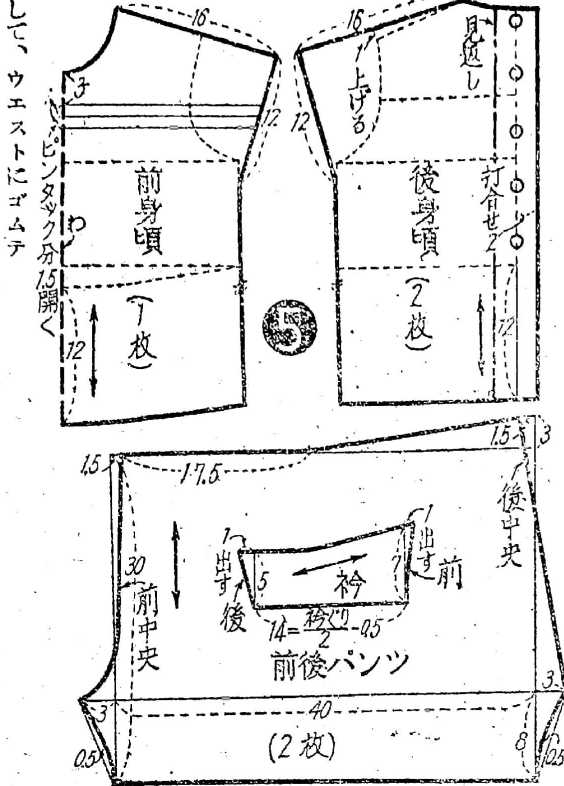 して、ウエストにゴムテ
16
3
12
ピンタック分1.5開く
わ
前身頃
(1枚)
12
16
1上げる
12
見返し
打合せ2
後身頃
(2枚)
12
5
1.5
17.5
1.5
3
1
後中央
30
前中央
1出す
後
5
衿
7
1出す
前
14=衿ぐり/2-0.5
前後パンツ
3
40
3
(2枚)
0.5
8
0.5